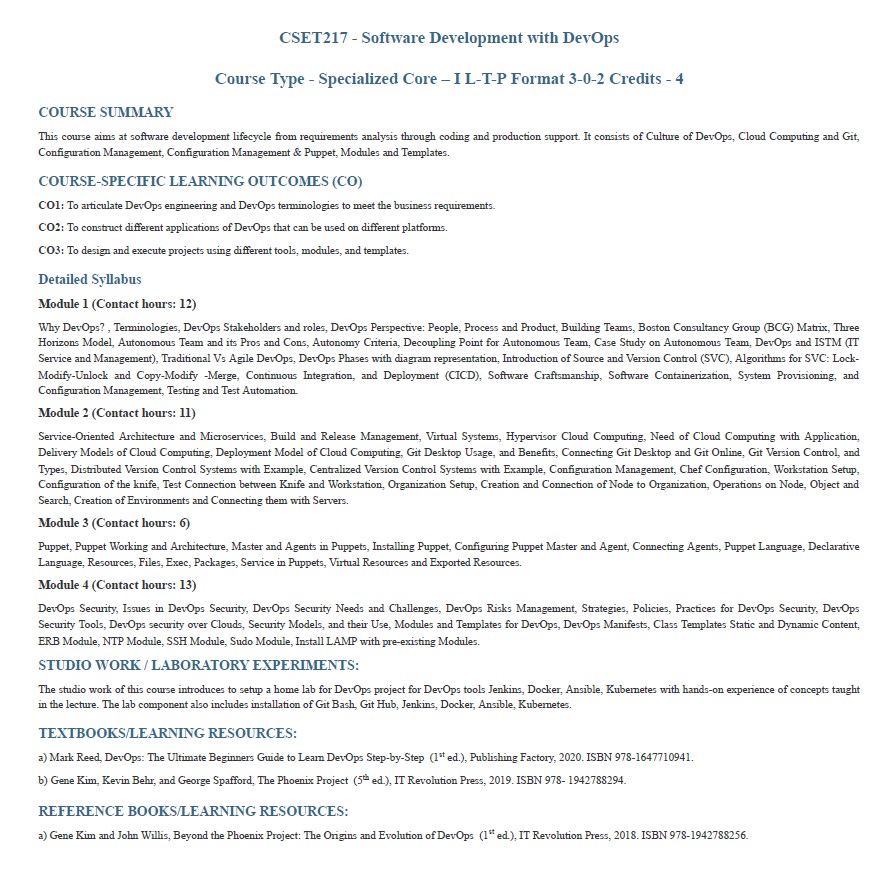 CSET217 - Software Development with DevOps
Course Type - Specialized Core – I L-T-P Format 3-0-2 Credits - 4
COURSE SUMMARY
This course aims at software development lifecycle from requirements analysis through coding and production support. It consists of Culture of DevOps, Cloud Computing and Git,
Configuration Management, Configuration Management & Puppet, Modules and Templates.
COURSE-SPECIFIC LEARNING OUTCOMES (CO)
CO1: To articulate DevOps engineering and DevOps terminologies to meet the business requirements.
CO2: To construct different applications of DevOps that can be used on different platforms.
CO3: To design and execute projects using different tools, modules, and templates.
Detailed Syllabus
Module 1 (Contact hours: 12)
Why DevOps? , Terminologies, DevOps Stakeholders and roles, DevOps Perspective: People, Process and Product, Building Teams, Boston Consultancy Group (BCG) Matrix, Three
Horizons Model, Autonomous Team and its Pros and Cons, Autonomy Criteria, Decoupling Point for Autonomous Team, Case Study on Autonomous Team, DevOps and ISTM (IT
Service and Management), Traditional Vs Agile DevOps, DevOps Phases with diagram representation, Introduction of Source and Version Control (SVC), Algorithms for SVC: Lock-
Modify-Unlock and Copy-Modify -Merge, Continuous Integration, and Deployment (CICD), Software Craftsmanship, Software Containerization, System Provisioning, and
Configuration Management, Testing and Test Automation.
Module 2 (Contact hours: 11)
Service-Oriented Architecture and Microservices, Build and Release Management, Virtual Systems, Hypervisor Cloud Computing, Need of Cloud Computing with Application,
Delivery Models of Cloud Computing, Deployment Model of Cloud Computing, Git Desktop Usage, and Benefits, Connecting Git Desktop and Git Online, Git Version Control, and
Types, Distributed Version Control Systems with Example, Centralized Version Control Systems with Example, Configuration Management, Chef Configuration, Workstation Setup,
Configuration of the knife, Test Connection between Knife and Workstation, Organization Setup, Creation and Connection of Node to Organization, Operations on Node, Object and
Search, Creation of Environments and Connecting them with Servers.
Module 3 (Contact hours: 6)
Puppet, Puppet Working and Architecture, Master and Agents in Puppets, Installing Puppet, Configuring Puppet Master and Agent, Connecting Agents, Puppet Language, Declarative
Language, Resources, Files, Exec, Packages, Service in Puppets, Virtual Resources and Exported Resources.
Module 4 (Contact hours: 13)
DevOps Security, Issues in DevOps Security, DevOps Security Needs and Challenges, DevOps Risks Management, Strategies, Policies, Practices for DevOps Security, DevOps
Security Tools, DevOps security over Clouds, Security Models, and their Use, Modules and Templates for DevOps, DevOps Manifests, Class Templates Static and Dynamic Content,
ERB Module, NTP Module, SSH Module, Sudo Module, Install LAMP with pre-existing Modules.
STUDIO WORK / LABORATORY EXPERIMENTS:
The studio work of this course introduces to setup a home lab for DevOps project for DevOps tools Jenkins, Docker, Ansible, Kubernetes with hands-on experience of concepts taught
in the lecture. The lab component also includes installation of Git Bash, Git Hub, Jenkins, Docker, Ansible, Kubernetes.
TEXTBOOKS/LEARNING RESOURCES:
a) Mark Reed, DevOps: The Ultimate Beginners Guide to Learn DevOps Step-by-Step (1st ed.), Publishing Factory, 2020. ISBN 978-1647710941.
b) Gene Kim, Kevin Behr, and George Spafford, The Phoenix Project (5th ed.), IT Revolution Press, 2019. ISBN 978- 1942788294.
REFERENCE BOOKS/LEARNING RESOURCES:
a) Gene Kim and John Willis, Beyond the Phoenix Project: The Origins and Evolution of DevOps (1st ed.), IT Revolution Press, 2018. ISBN 978-1942788256.